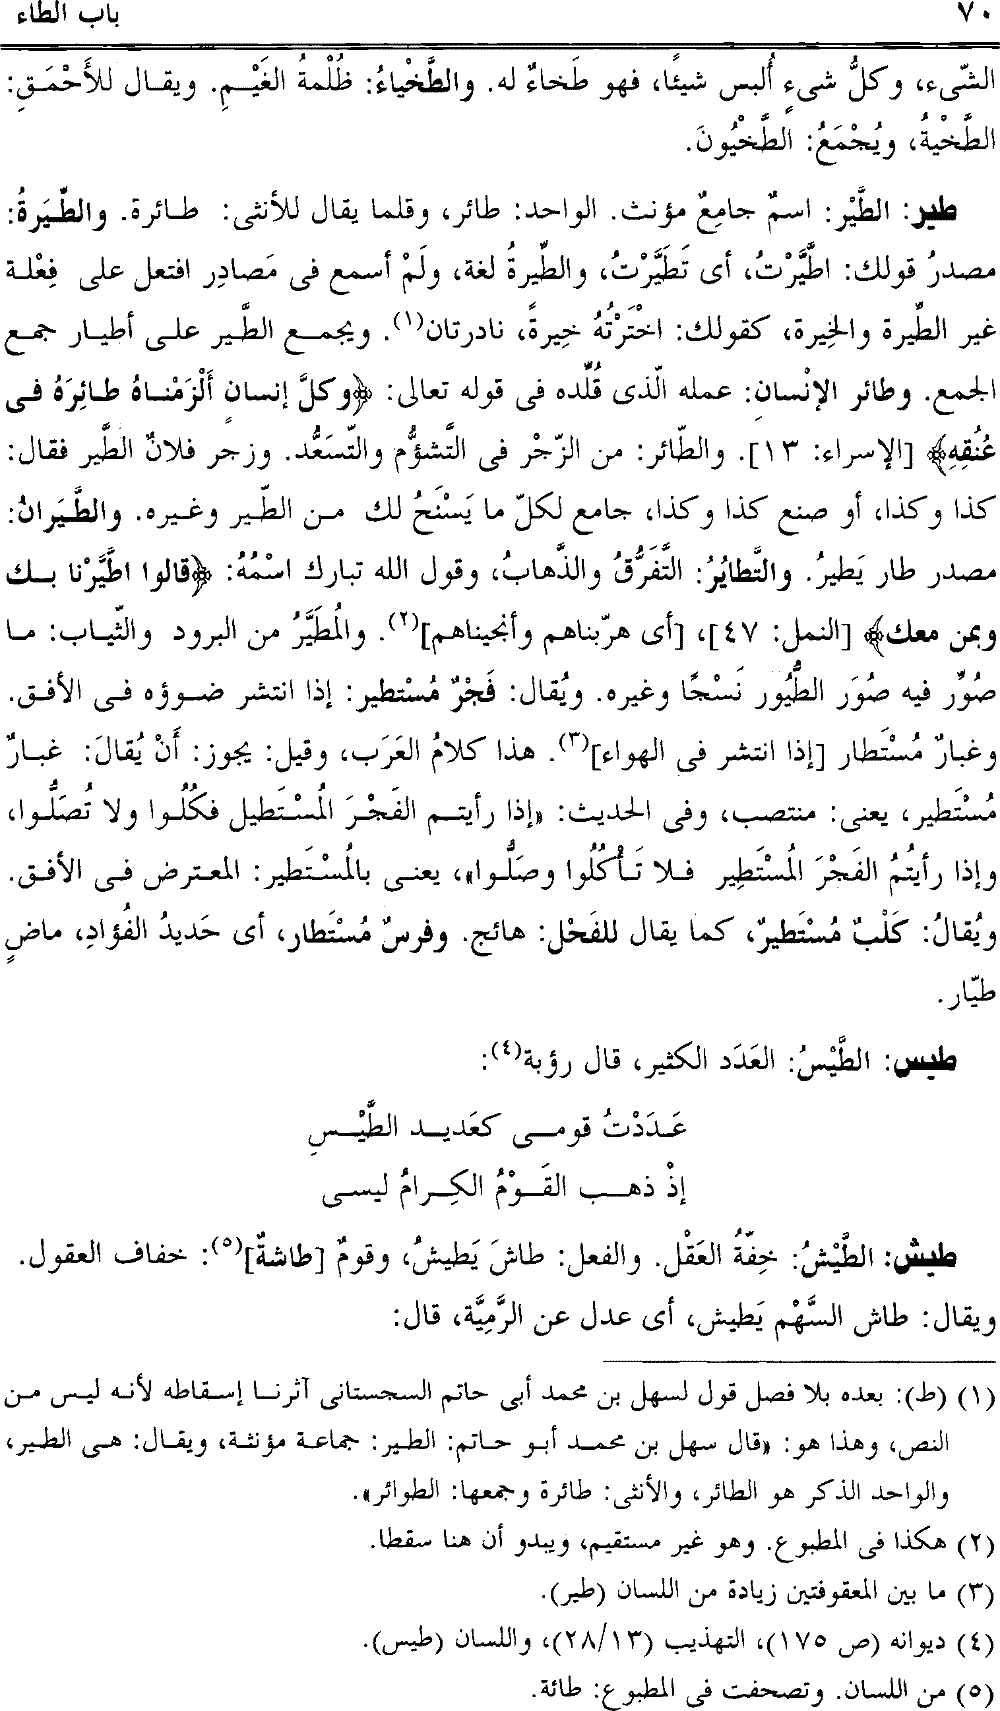 ٧٠ باب الطاء
الشّىء، وكلُّ شىءٍ أُلبس شيئًا، فهو طَخاءٌ له. والطَّخْياءُ: ظُلْمةُ الغَيْمِ. ويقال للأَحْمَقِ:
الطَّخْيةُ، ويُجْمَعُ: الطَّخْيُونَ.
طير: الطَّيْر: اسمٌ جامِعٌ مؤنث. الواحد: طائر، وقلما يقال للأنثى: طائرة. والطِّيَرةُ:
مصدرُ قولك: اطَّيَّرْتُ، أى تَطَيَّرْتُ، والطِّيرةُ لغة، ولَمْ أسمع فى مَصادِر افتعل على فِعْلة
غير الطِّيرة والخِيرة، كقولك: اخْتَرْتُهُ خِيرةً، نادرتان(١). ويجمع الطَّير على أطيار جمع
الجمع. وطائر الإنْسانِ: عمله الّذى قُلِّده فى قوله تعالى: ﴿وكلَّ إنسانٍ أَلْزَمْناهُ طائِرَهُ فى
عُنُقِهِ﴾ [الإسراء: ١٣]. والطّائر: من الزّجْر فى التَّشؤُّم والتّسَعُّد. وزجر فلانٌ الطَّير فقال:
كذا وكذا، أو صنع كذا وكذا، جامع لكلّ ما يَسْنَحُ لك من الطّير وغيره. والطَّيَرانُ:
مصدر طار يَطيرُ. والتَّطايُرُ: التَّفَرُّقُ والذَّهابُ، وقول الله تبارك اسْمُهُ: ﴿قالوا اطَّيَّرْنا بك
وبمن معك﴾ [النمل: ٤٧]، [أى هرّبناهم وأنجيناهم](٢). والمُطَيَّرُ من البرود والثّياب: ما
صُوِّر فيه صُوَر الطُّيُور نَسْجًا وغيره. ويُقال: فَجْرٌ مُسْتطير: إذا انتشر ضوؤه فى الأفق.
وغبارٌ مُسْتَطار [إذا انتشر فى الهواء](٣). هذا كلامُ العَرَب، وقيل: يجوز: أَنْ يُقالَ: غبارٌ
مُسْتَطير، يعنى: منتصب، وفى الحديث: «إذا رأيتم الفَجْرَ المُسْتَطيل فكُلُوا ولا تُصَلُّوا،
وإذا رأيتُمُ الفَجْرَ المُسْتَطِير فلا تَأْكُلُوا وصَلُّوا»، يعنى بالمُسْتَطير: المعترض فى الأفق.
ويُقالُ: كَلْبٌ مُسْتَطيرٌ، كما يقال للفَحْل: هائج. وفرسٌ مُسْتَطار، أى حَديدُ الفُؤادِ، ماضٍ
طيّار.
طيس: الطَّيْسُ: العَدَد الكثير، قال رؤبة(٤):
عَدَدْتُ قومى كعَديد الطَّيْسِ
إذْ ذهب القَوْمُ الكِرامُ ليسى
طيش: الطَّيْشُ: خِفّةُ العَقْل. والفعل: طاشَ يَطيشُ، وقومٌ [طاشةٌ](٥): خفاف العقول.
ويقال: طاش السَّهْم يَطيش، أى عدل عن الرَّمِيَّة، قال:
(١) (ط): بعده بلا فصل قول لسهل بن محمد أبى حاتم السجستانى آثرنا إسقاطه لأنه ليس من
النص، وهذا هو: «قال سهل بن محمد أبو حاتم: الطير: جماعة مؤنثة، ويقال: هى الطير،
والواحد الذكر هو الطائر، والأنثى: طائرة وجمعها: الطوائر».
(٢) هكذا فى المطبوع. وهو غير مستقيم، ويبدو أن هنا سقطا.
(٣) ما بين المعقوفتين زيادة من اللسان (طير).
(٤) ديوانه (ص ١٧٥)، التهذيب (٢٨/١٣)، واللسان (طيس).
(٥) من اللسان. وتصحفت فى المطبوع: طائة.